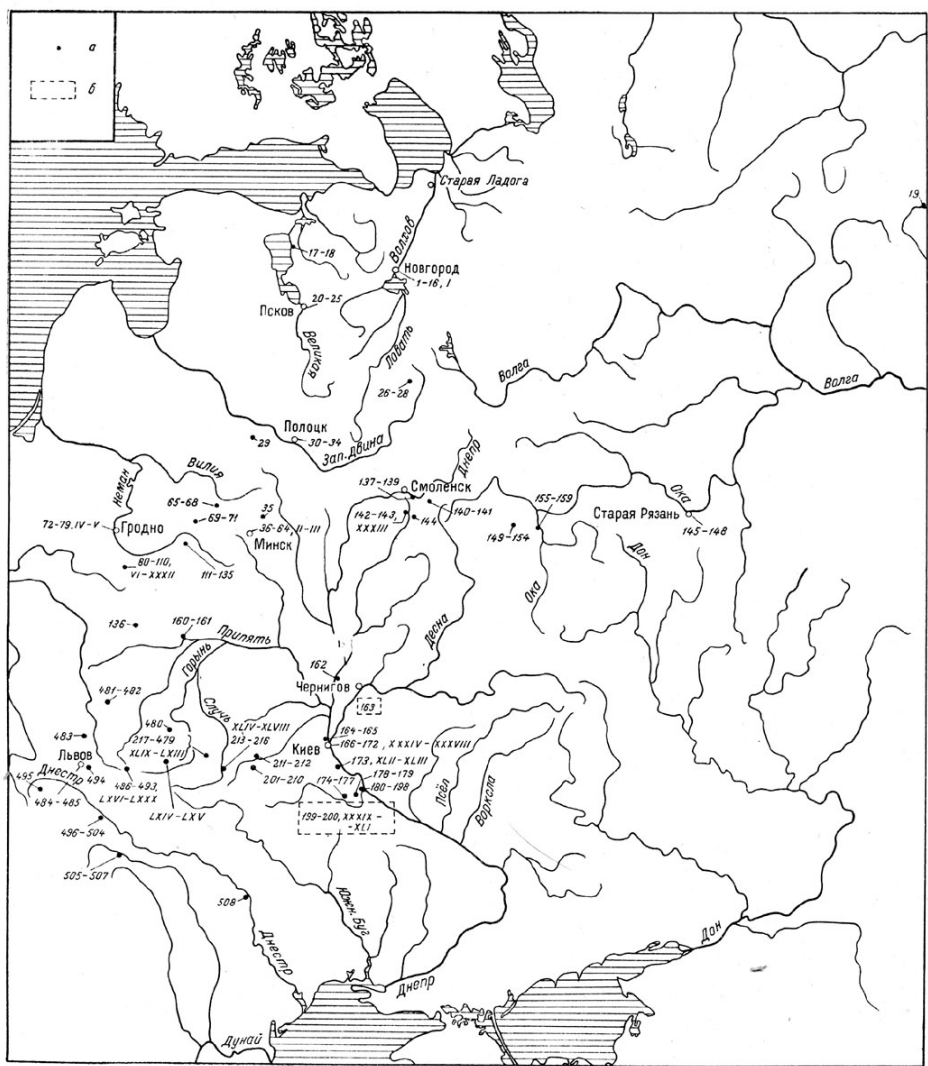 а
б
Старая Ладога
19
Волхов
17-18
Новгород
1-16, I
20-25
Псков
Великая
Ловать
Волга
Волга
26-28
Полоцк
29
30-34
Зап. Двина
Днепр
Вилия
Неман
137-139
Смоленск
65-68
35
140-141
155-159
Ока
69-71
142-143,
XXXIII
144
Старая Рязань
72-79, IV-V
Гродно
36-64, II-III
Минск
149-154
145-148
Дон
80-110,
VI-XXXII
111-135
Ока
Десна
136
160-161
Припять
Горынь
162
Чернигов
163
481-482
Случь
XLIV-XLVIII
480
217-479
XLIX-LXIII
213-216
Киев
164-165
166-172, XXXIV-XXXVIII
483
Львов
211-212
173, XLII-XLIII
Днестр
494
201-210
174-177
178-179
495
486-493,
LXVI-LXXX
180-198
Псёл
Ворскла
484-485
LXIV-LXV
199-200, XXXIX -
- XLI
496-504
505-507
508
Южн. Буг
Днестр
Дон
Днепр
Дунай